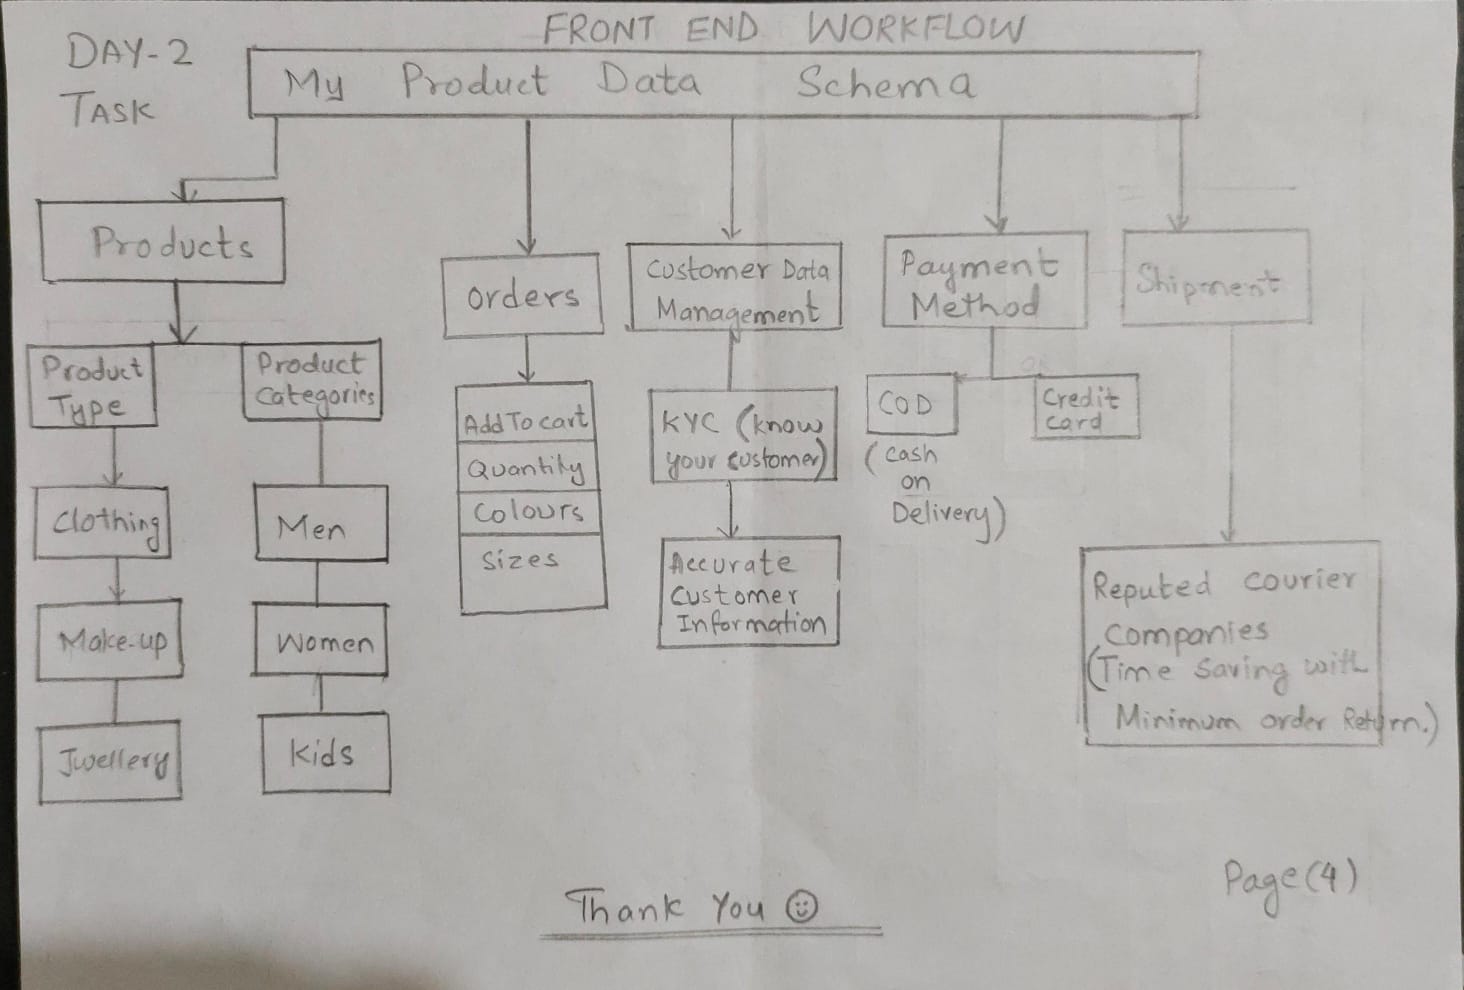 FRONT END WORKFLOW
DAY-2
TASK
My Product Data Schema
Products
Orders
Customer Data
Management
Payment
Method
Shipment
Product
Type
Product
Categories
Add To cart
Quantity
Colours
Sizes
KYC (know
your customer)
COD
(cash
on
Delivery)
Credit
card
Clothing
Men
Accurate
Customer
Information
Make-up
Women
Jwellery
Kids
Reputed courier
companies
(Time Saving with
Minimum order Return.)
Page (4)
Thank You ☺